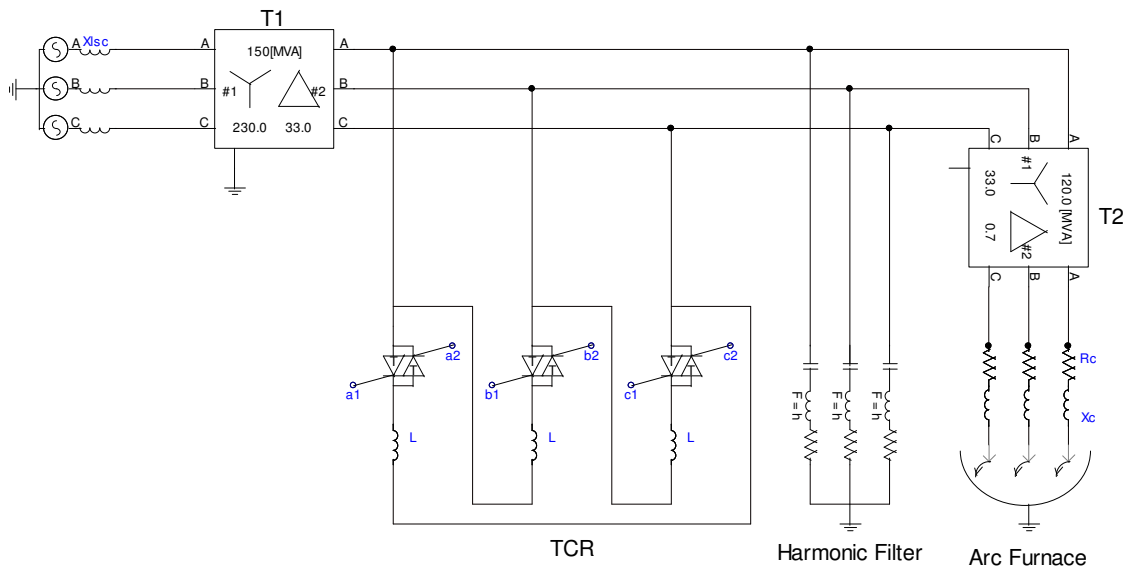 T1
A XIsc
B
C
A
B
C
150[MVA]
#1
#2
230.0
33.0
A
B
C
C
B
A
#1
33.0
120.0 [MVA]
0.7
#2
T2
C
B
A
a2
b2
c2
a1
b1
c1
L
L
L
F = h
F = h
F = h
Rc
Xc
TCR
Harmonic Filter
Arc Furnace